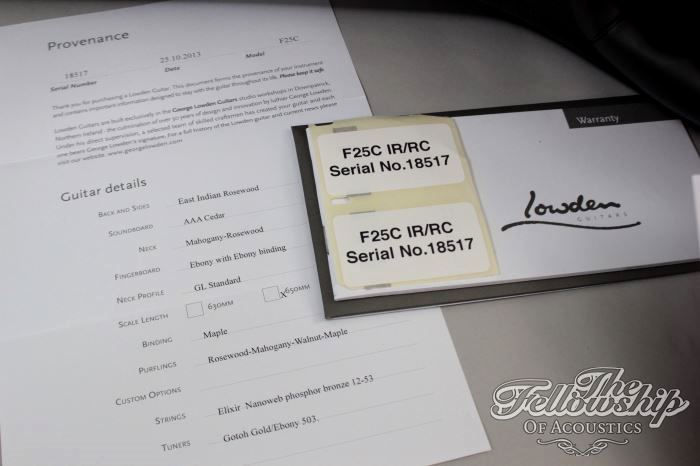 Provenance
18517 25.10.2013 F25C
Serial Number Date Model
Thank you for purchasing a Lowden Guitar. This document forms the provenance of your instrument
and contains important information designed to stay with the guitar throughout its life. Please keep it safe.
Lowden Guitars are built exclusively in the George Lowden Guitars studio workshops in Downpatrick,
Northern Ireland - the culmination of over 30 years of design and innovation by luthier George Lowden.
Under his direct supervision, a selected team of skilled craftsmen has created your guitar and each
one bears George Lowden's signature. For a full history of the Lowden guitar and current news please
visit our website. www.georgelowden.com
Guitar details
Back and Sides East Indian Rosewood
Soundboard AAA Cedar
Neck Mahogany-Rosewood
Fingerboard Ebony with Ebony binding
Neck Profile GL Standard
Scale Length 630mm X 650mm
Binding Maple
Purflings Rosewood-Mahogany-Walnut-Maple
Custom Options
Strings Elixir Nanoweb phosphor bronze 12-53
Tuners Gotoh Gold/Ebony 503.
Warranty
F25C IR/RC
Serial No.18517
F25C IR/RC
Serial No.18517
Lowden
GUITARS
The
Fellowship
Of Acoustics